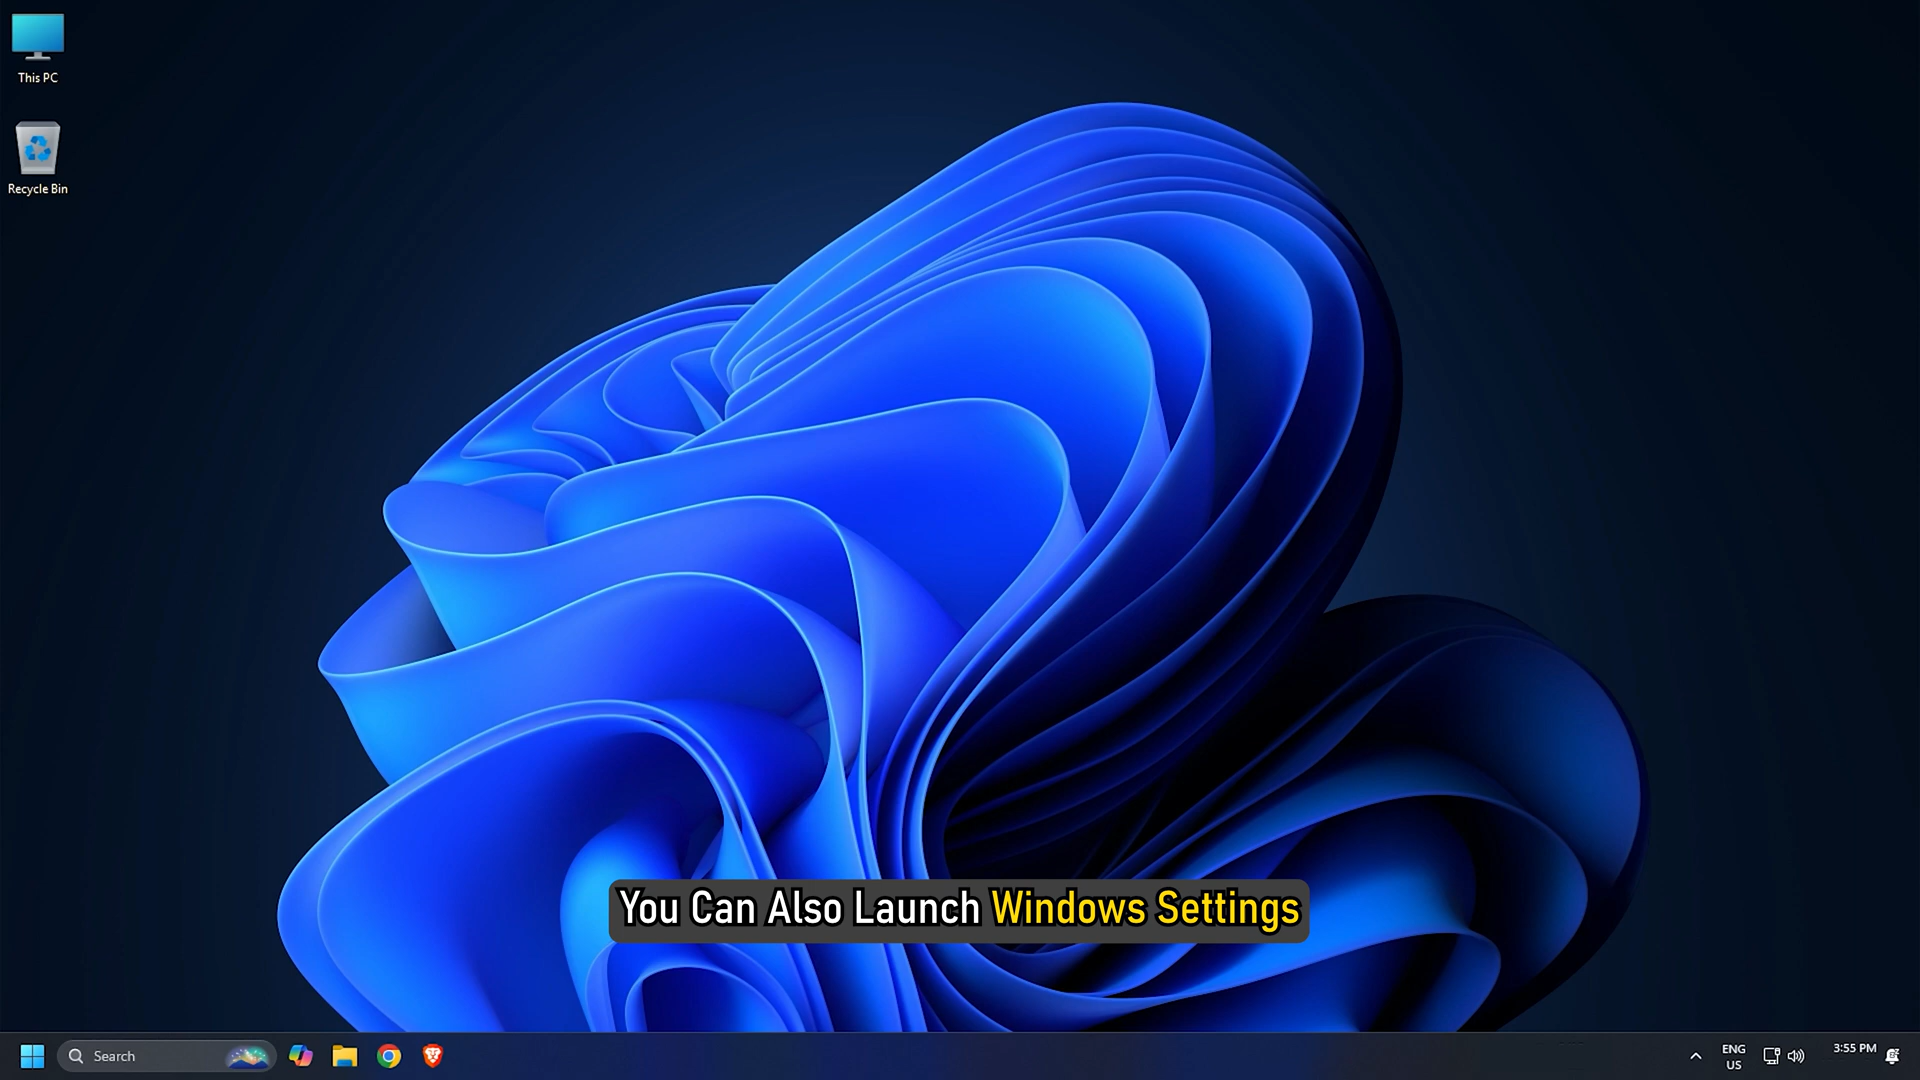 This PC
Recycle Bin
You Can Also Launch Windows Settings
Search
ENG
US
3:55 PM